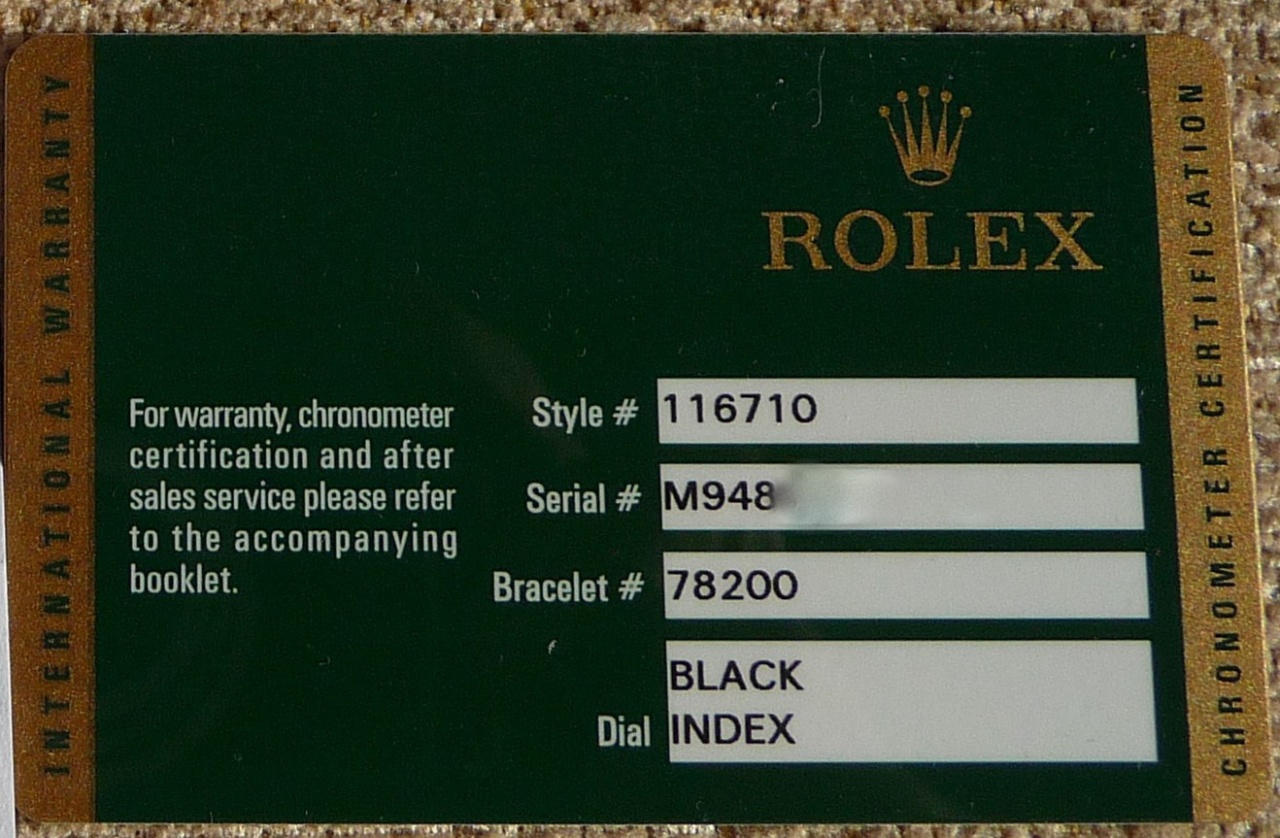 INTERNATIONAL WARRANTY
ROLEX
For warranty, chronometer
certification and after
sales service please refer
to the accompanying
booklet.
Style # 116710
Serial # M948
Bracelet # 78200
BLACK
Dial INDEX
CHRONOMETER CERTIFICATION